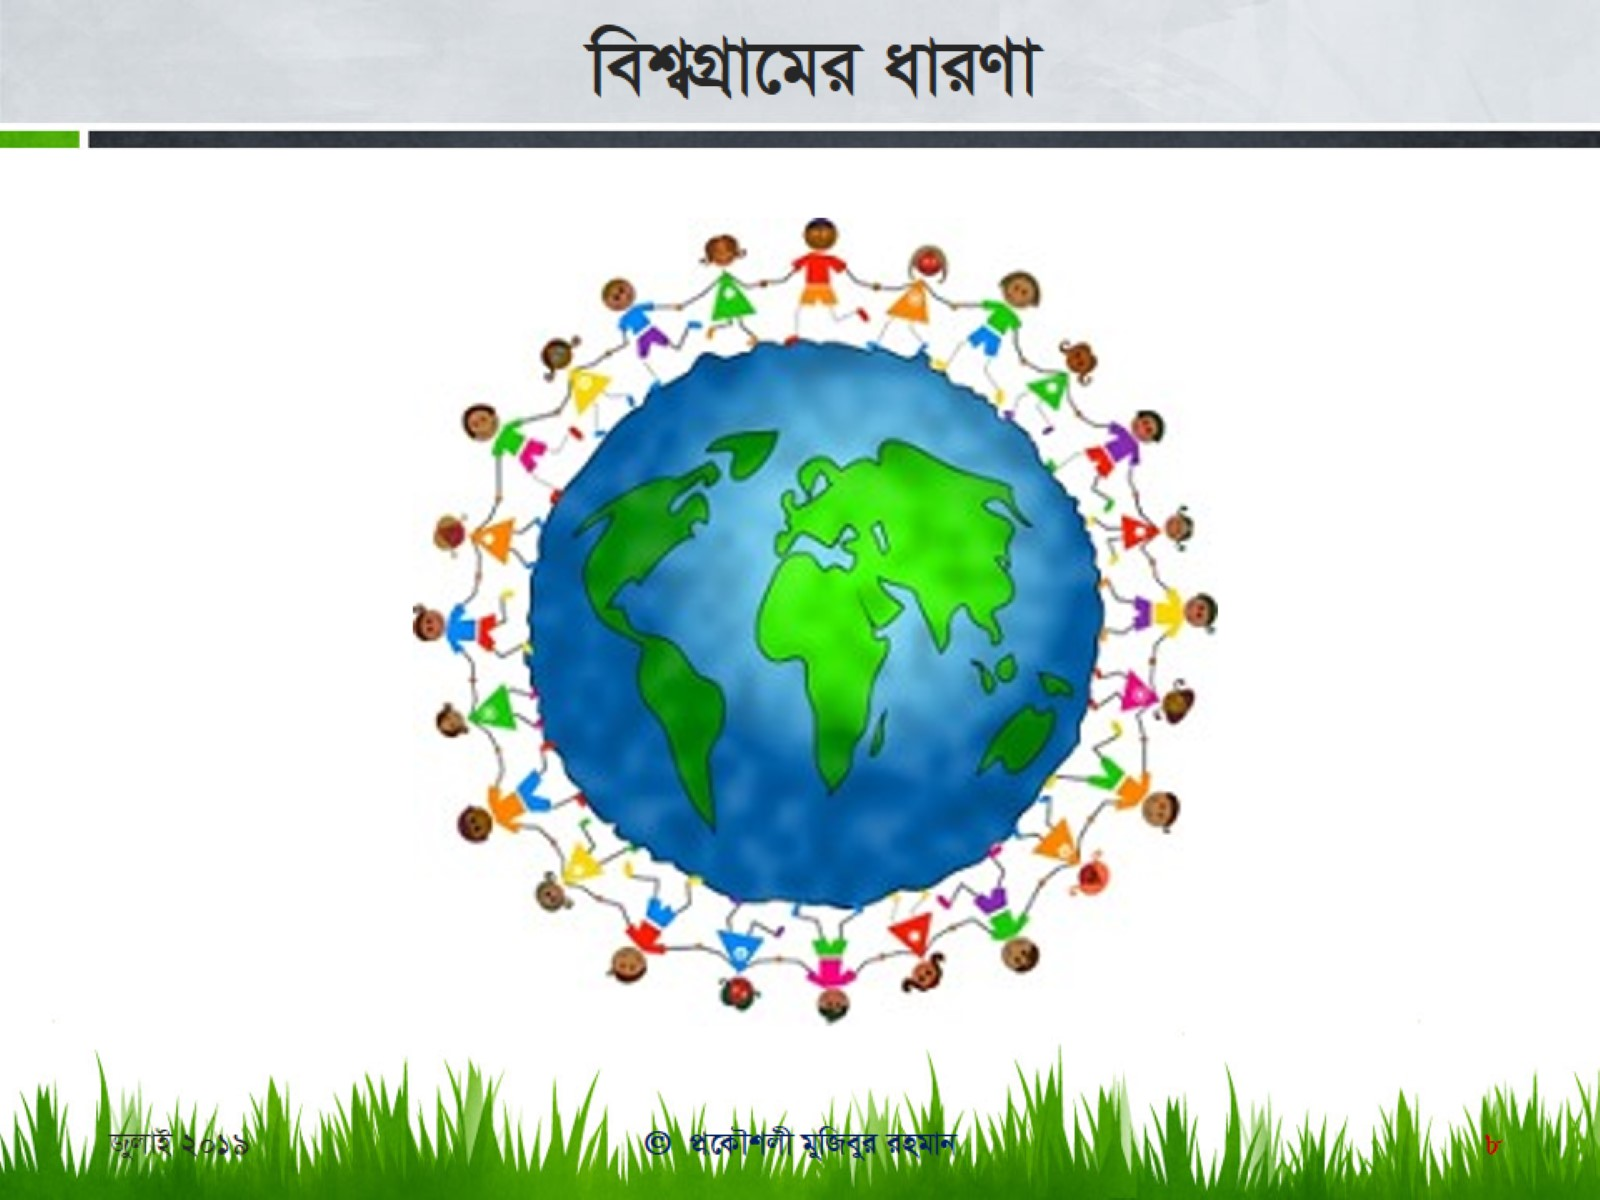 বিশ্বগ্রামের ধারণা
জুলাই ২০১৯
© প্রকৌশলী মুজিবুর রহমান
৮